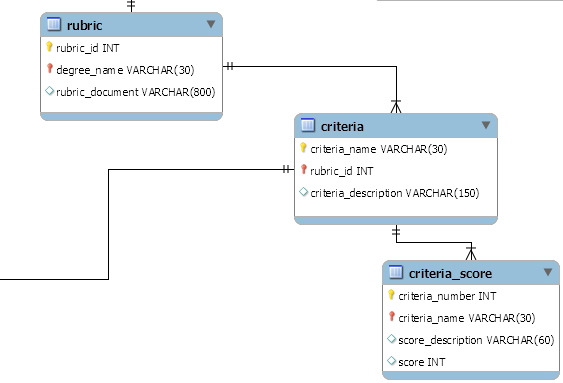 rubric
rubric_id INT
degree_name VARCHAR(30)
rubric_document VARCHAR(800)
criteria
criteria_name VARCHAR(30)
rubric_id INT
criteria_description VARCHAR(150)
criteria_score
criteria_number INT
criteria_name VARCHAR(30)
score_description VARCHAR(60)
score INT